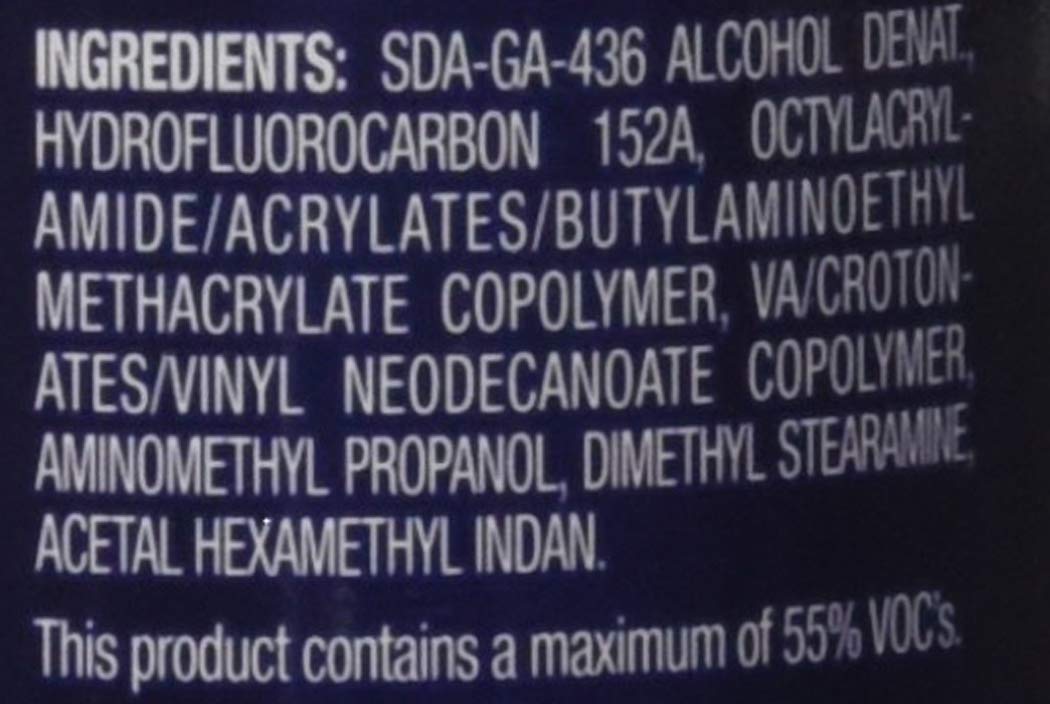 INGREDIENTS: SDA-GA-436 ALCOHOL DENAT.,
HYDROFLUOROCARBON 152A, OCTYLACRYL-
AMIDE/ACRYLATES/BUTYLAMINOETHYL
METHACRYLATE COPOLYMER, VA/CROTON-
ATES/VINYL NEODECANOATE COPOLYMER,
AMINOMETHYL PROPANOL, DIMETHYL STEARAMINE,
ACETAL HEXAMETHYL INDAN.
This product contains a maximum of 55% VOC's.